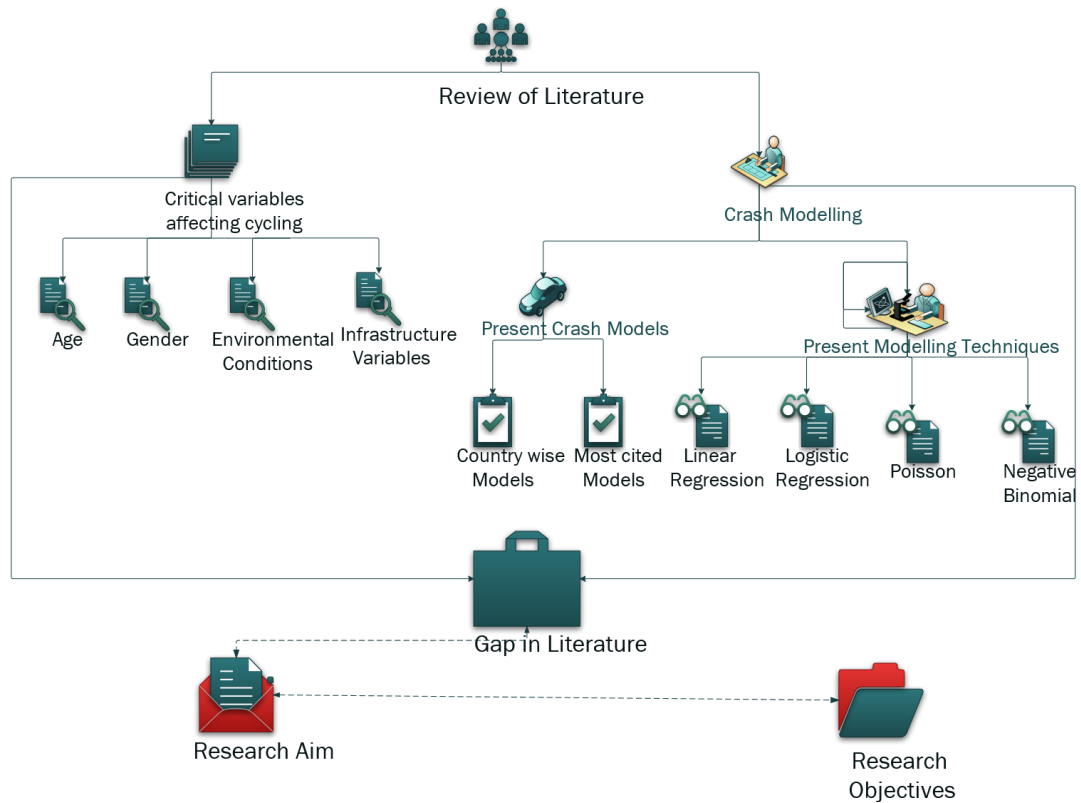 Review of Literature
Critical variables
affecting cycling
Crash Modelling
Age
Gender
Environmental
Conditions
Infrastructure
Variables
Present Crash Models
Present Modelling Techniques
Country wise
Models
Most cited
Models
Linear
Regression
Logistic
Regression
Poisson
Negative
Binomial
Gap in Literature
Research Aim
Research
Objectives